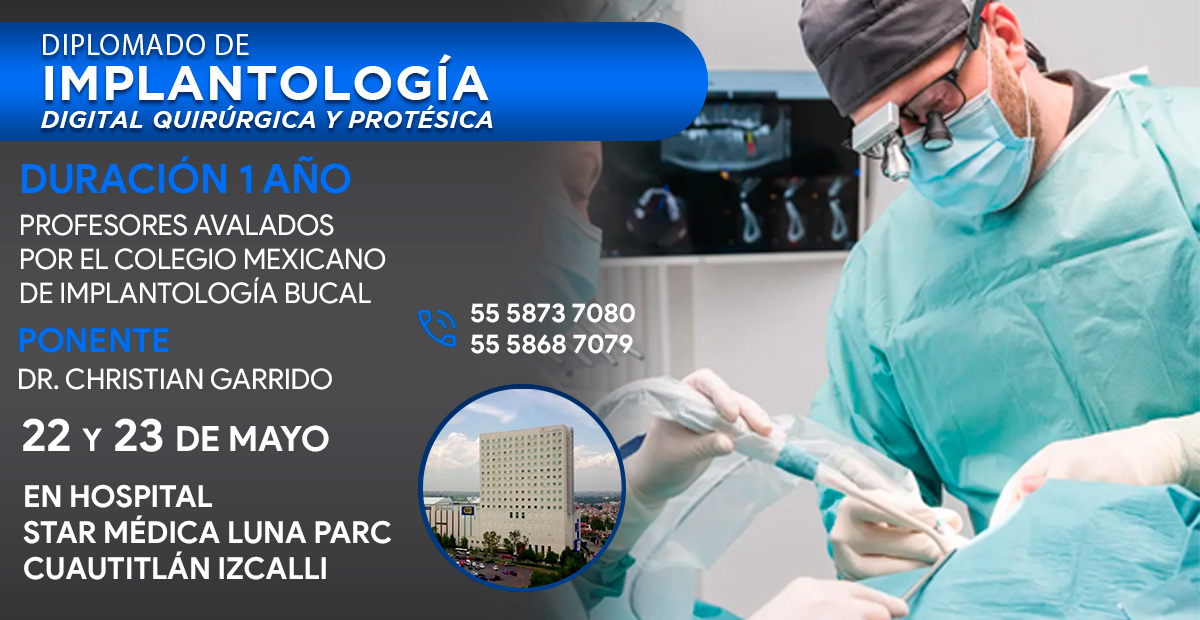 DIPLOMADO DE
IMPLANTOLOGÍA
DIGITAL QUIRÚRGICA Y PROTÉSICA
DURACIÓN 1 AÑO
PROFESORES AVALADOS
POR EL COLEGIO MEXICANO
DE IMPLANTOLOGÍA BUCAL
PONENTE
DR. CHRISTIAN GARRIDO
22 Y 23 DE MAYO
EN HOSPITAL
STAR MÉDICA LUNA PARC
CUAUTITLÁN IZCALLI
55 5873 7080
55 5868 7079